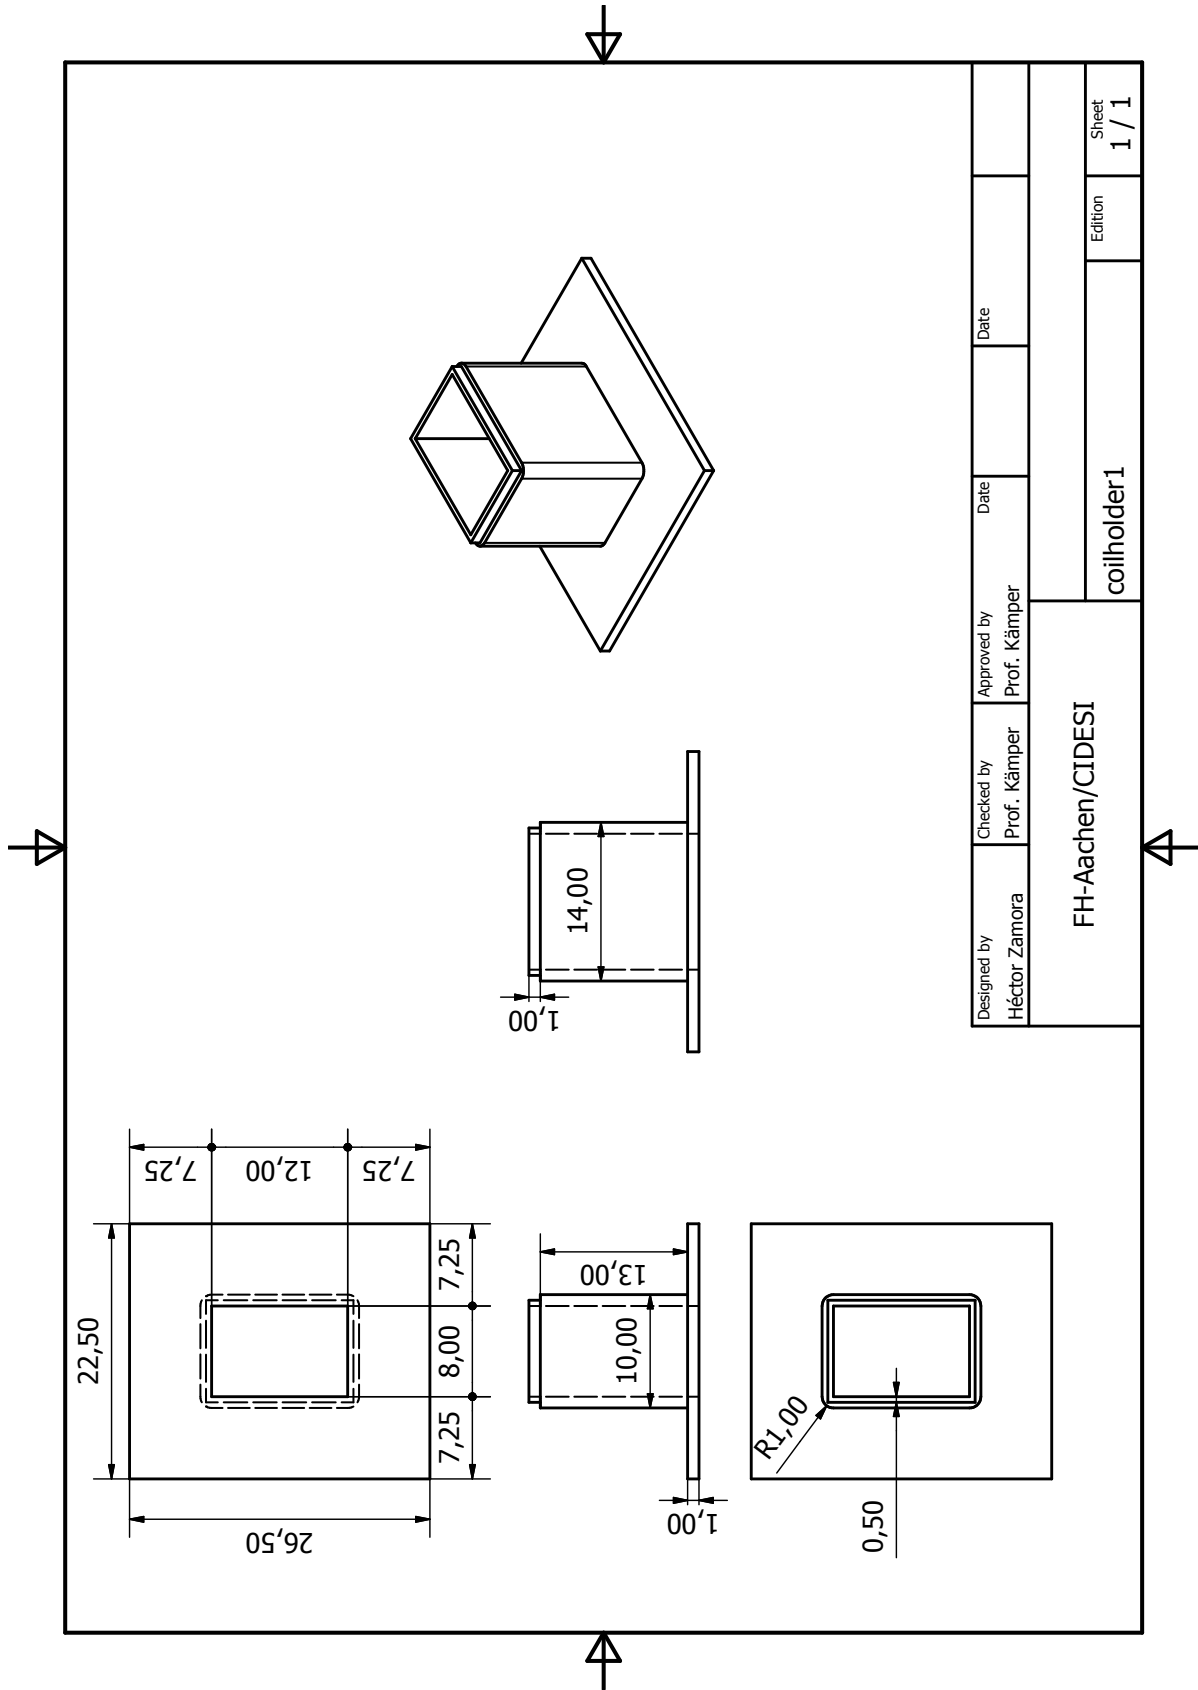 22,50
26,50
7,25
12,00
7,25
7,25
8,00
7,25
13,00
10,00
1,00
1,00
14,00
R1,00
0,50
Designed by
Héctor Zamora
Checked by
Prof. Kämper
Approved by
Prof. Kämper
Date
Date
FH-Aachen/CIDESI
coilholder1
Edition
Sheet
1 / 1